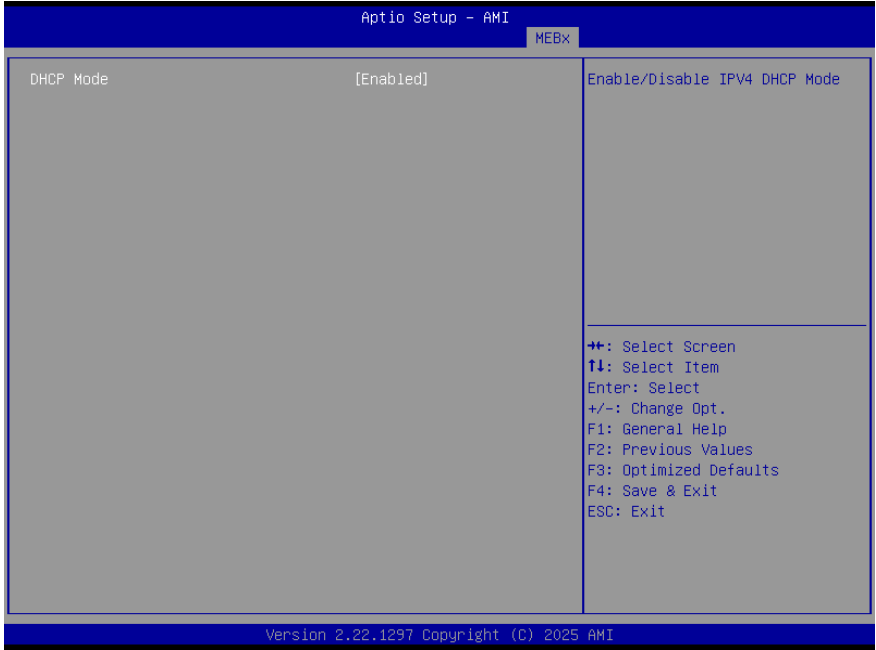 Aptio Setup – AMI
MEBx
DHCP Mode [Enabled]
Enable/Disable IPV4 DHCP Mode
→←: Select Screen
↑↓: Select Item
Enter: Select
+/-: Change Opt.
F1: General Help
F2: Previous Values
F3: Optimized Defaults
F4: Save & Exit
ESC: Exit
Version 2.22.1297 Copyright (C) 2025 AMI